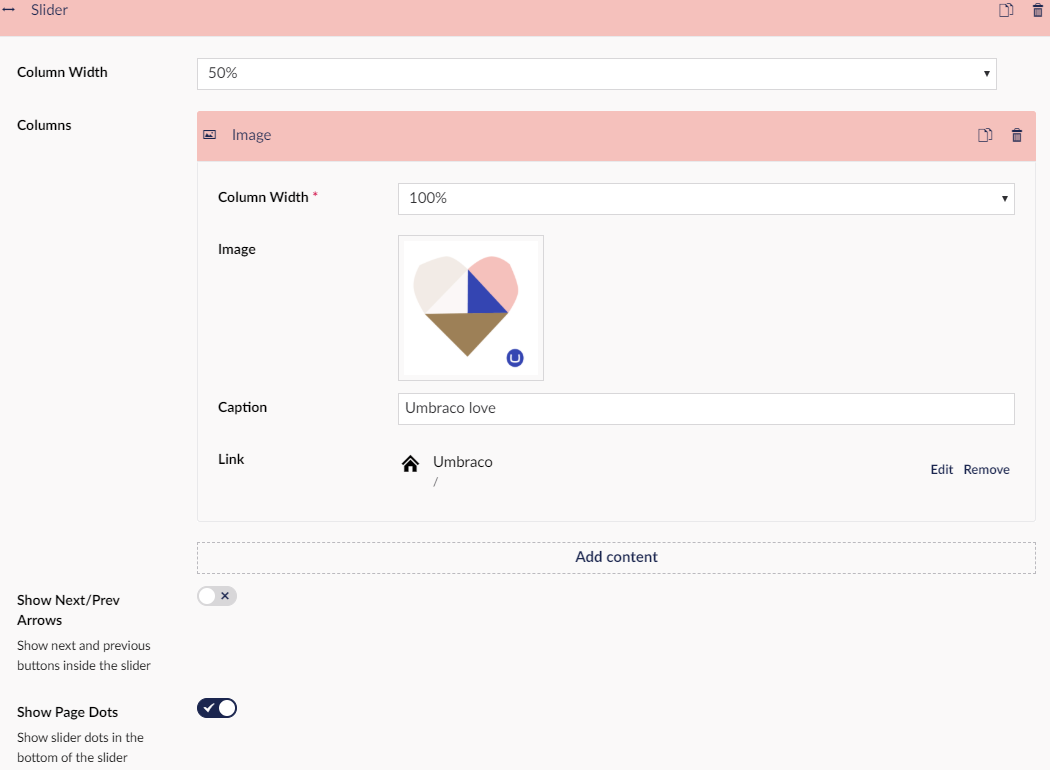 Slider
Column Width
50%
Columns
Image
Column Width *
100%
Image
Caption
Umbraco love
Link
Umbraco
/
Edit Remove
Add content
Show Next/Prev
Arrows
Show next and previous
buttons inside the slider
Show Page Dots
Show slider dots in the
bottom of the slider